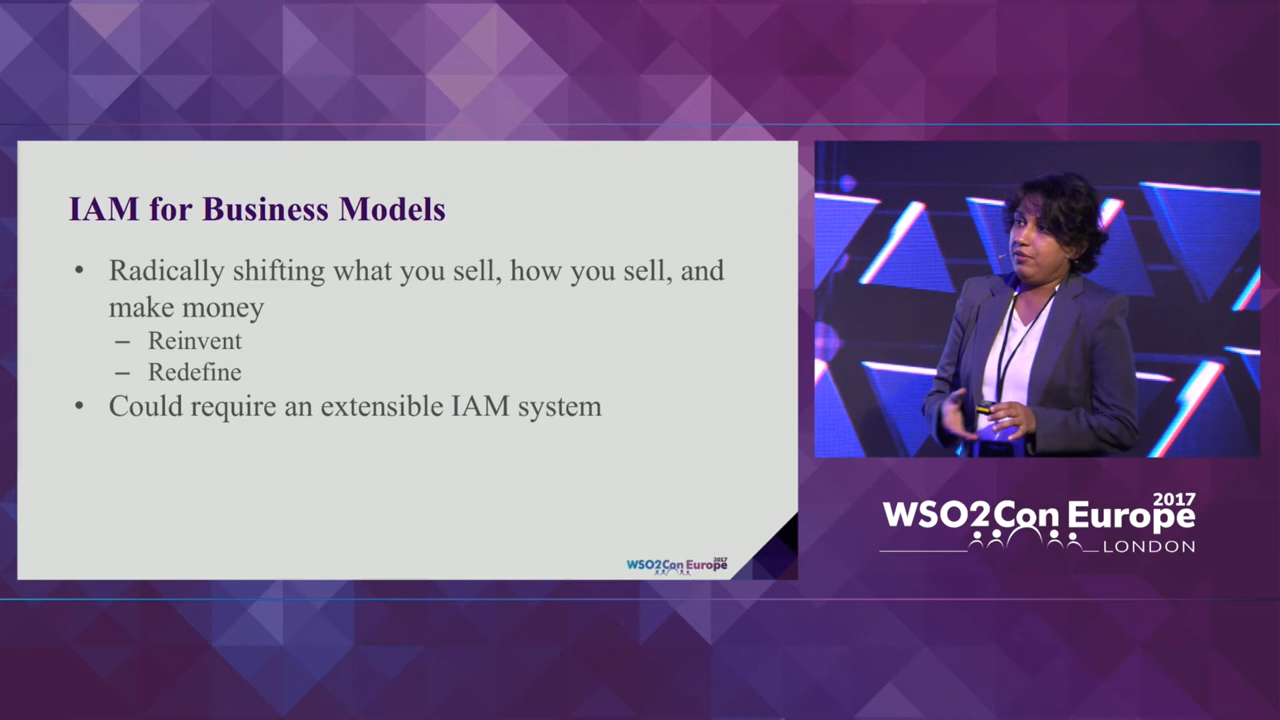 IAM for Business Models
• Radically shifting what you sell, how you sell, and
make money
– Reinvent
– Redefine
• Could require an extensible IAM system
WSO2Con Europe 2017
2017
WSO2Con Europe
LONDON